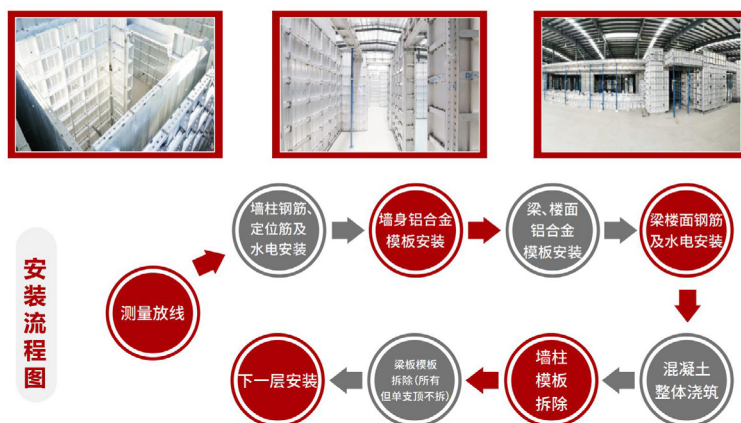 安装流程图
测量放线
墙柱钢筋、
定位筋及
水电安装
墙身铝合金
模板安装
梁、楼面
铝合金
模板安装
梁楼面钢筋
及水电安装
混凝土
整体浇筑
墙柱
模板
拆除
梁板模板
拆除(所有
但单支顶不拆)
下一层安装